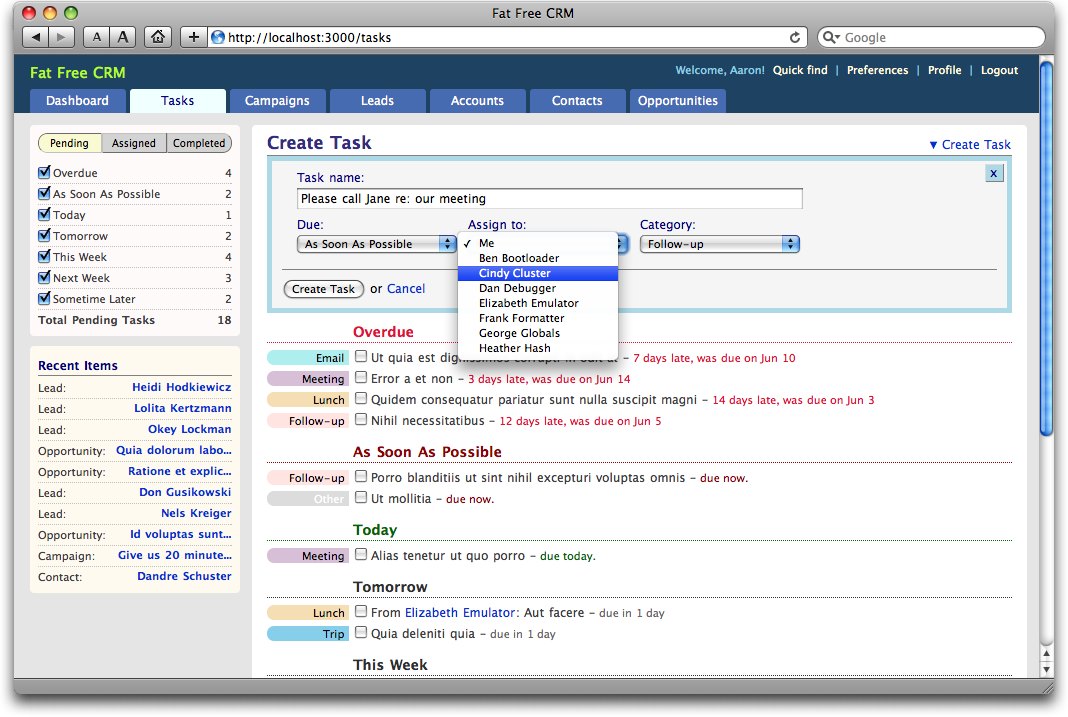 Fat Free CRM
A A + http://localhost:3000/tasks Google
Fat Free CRM
Welcome, Aaron! Quick find | Preferences | Profile | Logout
Dashboard Tasks Campaigns Leads Accounts Contacts Opportunities
Pending Assigned Completed
Overdue 4
As Soon As Possible 2
Today 1
Tomorrow 2
This Week 4
Next Week 3
Sometime Later 2
Total Pending Tasks 18
Recent Items
Lead: Heidi Hodkiewicz
Lead: Lolita Kertzmann
Lead: Okey Lockman
Opportunity: Quia dolorum labo...
Opportunity: Ratione et explic...
Lead: Don Gusikowski
Lead: Nels Kreiger
Opportunity: Id voluptas sunt...
Campaign: Give us 20 minute...
Contact: Dandre Schuster
Create Task
▼ Create Task
x
Task name:
Please call Jane re: our meeting
Due: Assign to: Category:
As Soon As Possible Follow-up
✓ Me
Ben Bootloader
Cindy Cluster
Dan Debugger
Elizabeth Emulator
Frank Formatter
George Globals
Heather Hash
Create Task or Cancel
Overdue
Email Ut quia est – 7 days late, was due on Jun 10
Meeting Error a et non – 3 days late, was due on Jun 14
Lunch Quidem consequatur pariatur sunt nulla suscipit magni – 14 days late, was due on Jun 3
Follow-up Nihil necessitatibus – 12 days late, was due on Jun 5
As Soon As Possible
Follow-up Porro blanditiis ut sint nihil excepturi voluptas omnis – due now.
Other Ut mollitia – due now.
Today
Meeting Alias tenetur ut quo porro – due today.
Tomorrow
Lunch From Elizabeth Emulator: Aut facere – due in 1 day
Trip Quia deleniti quia – due in 1 day
This Week